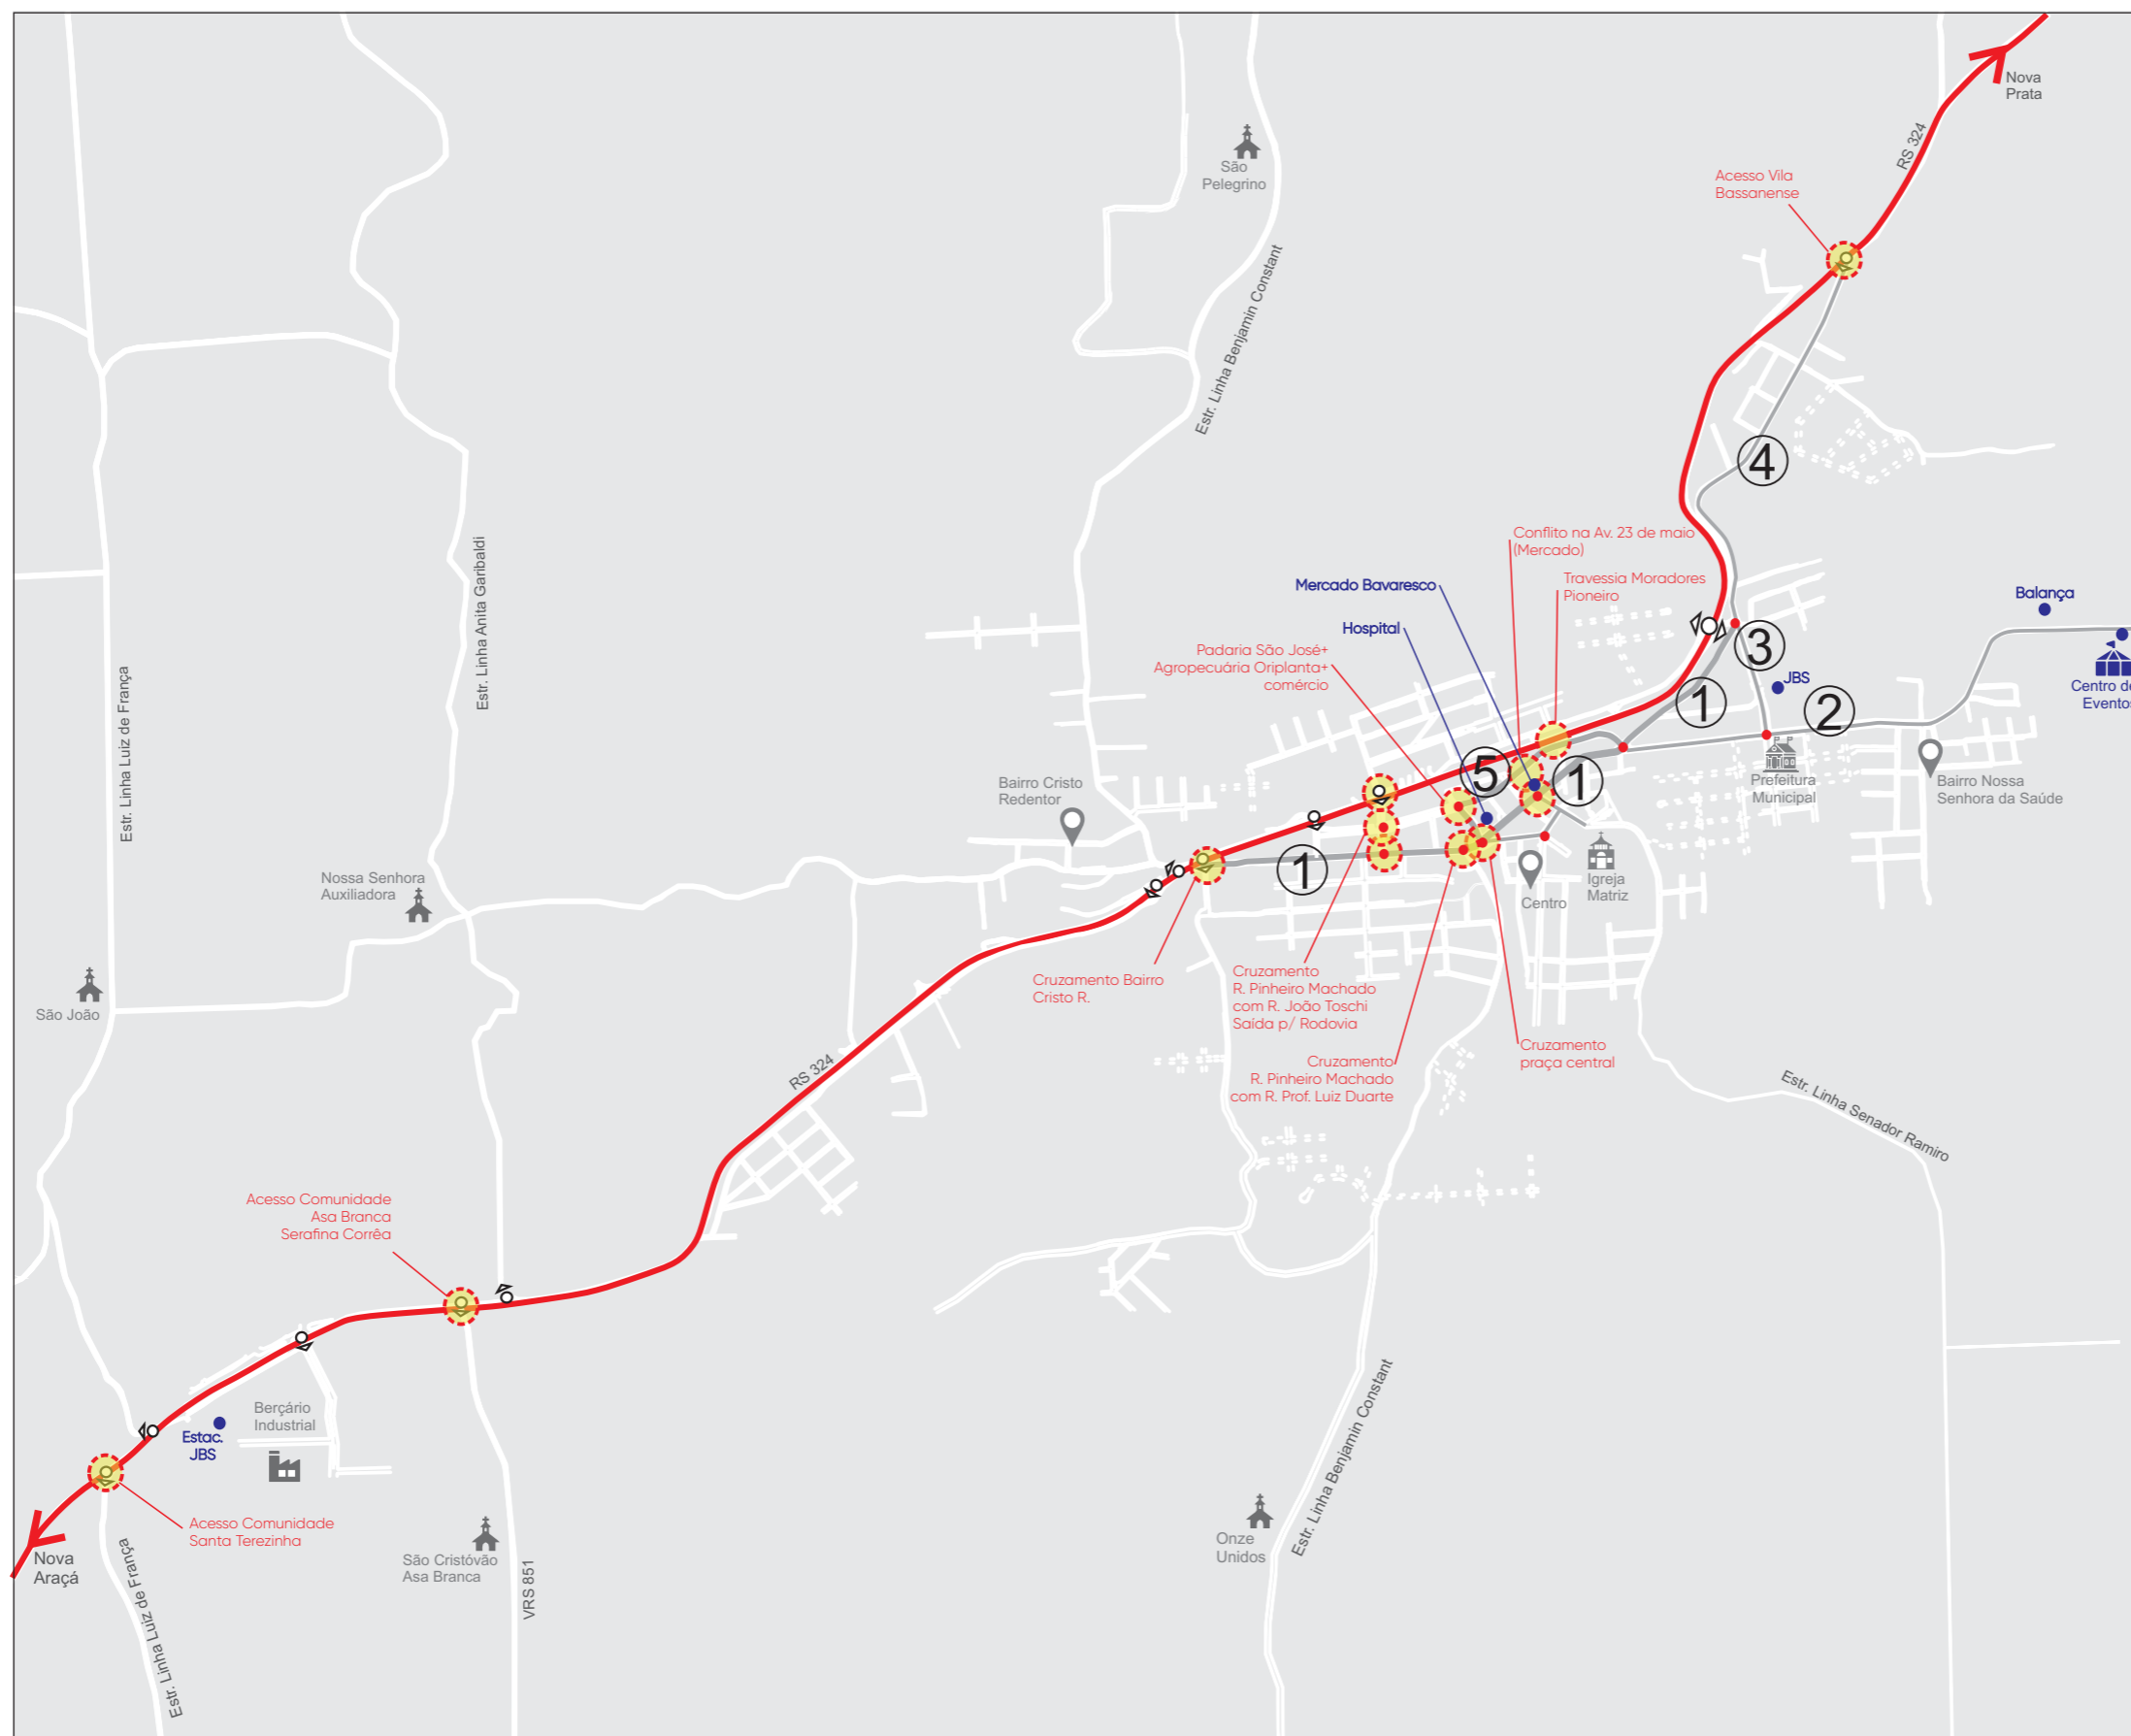 Nova
Prata
RS 324
São
Pelegrino
Acesso Vila
Bassanense
Estr. Linha Benjamin Constant
4
Conflito na Av. 23 de maio
(Mercado)
Estr. Linha Anita Garibaldi
Mercado Bavaresco
Travessia Moradores
Pioneiro
Balança
Hospital
Padaria São José+
Agropecuária Oriplanta+
comércio
3
JBS
Centro de
Eventos
1
2
Estr. Linha Luiz de França
5
1
Bairro Cristo
Redentor
Prefeitura
Municipal
Bairro Nossa
Senhora da Saúde
1
Nossa Senhora
Auxiliadora
Igreja
Matriz
Centro
Cruzamento Bairro
Cristo R.
Cruzamento
R. Pinheiro Machado
com R. João Toschi
Saída p/ Rodovia
São João
RS 324
Cruzamento
praça central
Cruzamento
R. Pinheiro Machado
com R. Prof. Luiz Duarte
Estr. Linha Senador Ramiro
Acesso Comunidade
Asa Branca
Serafina Corrêa
Berçário
Industrial
Estac.
JBS
Estr. Linha Benjamin Constant
Acesso Comunidade
Santa Terezinha
Nova
Araçá
Estr. Linha Luiz de França
São Cristóvão
Asa Branca
VRS 851
Onze
Unidos